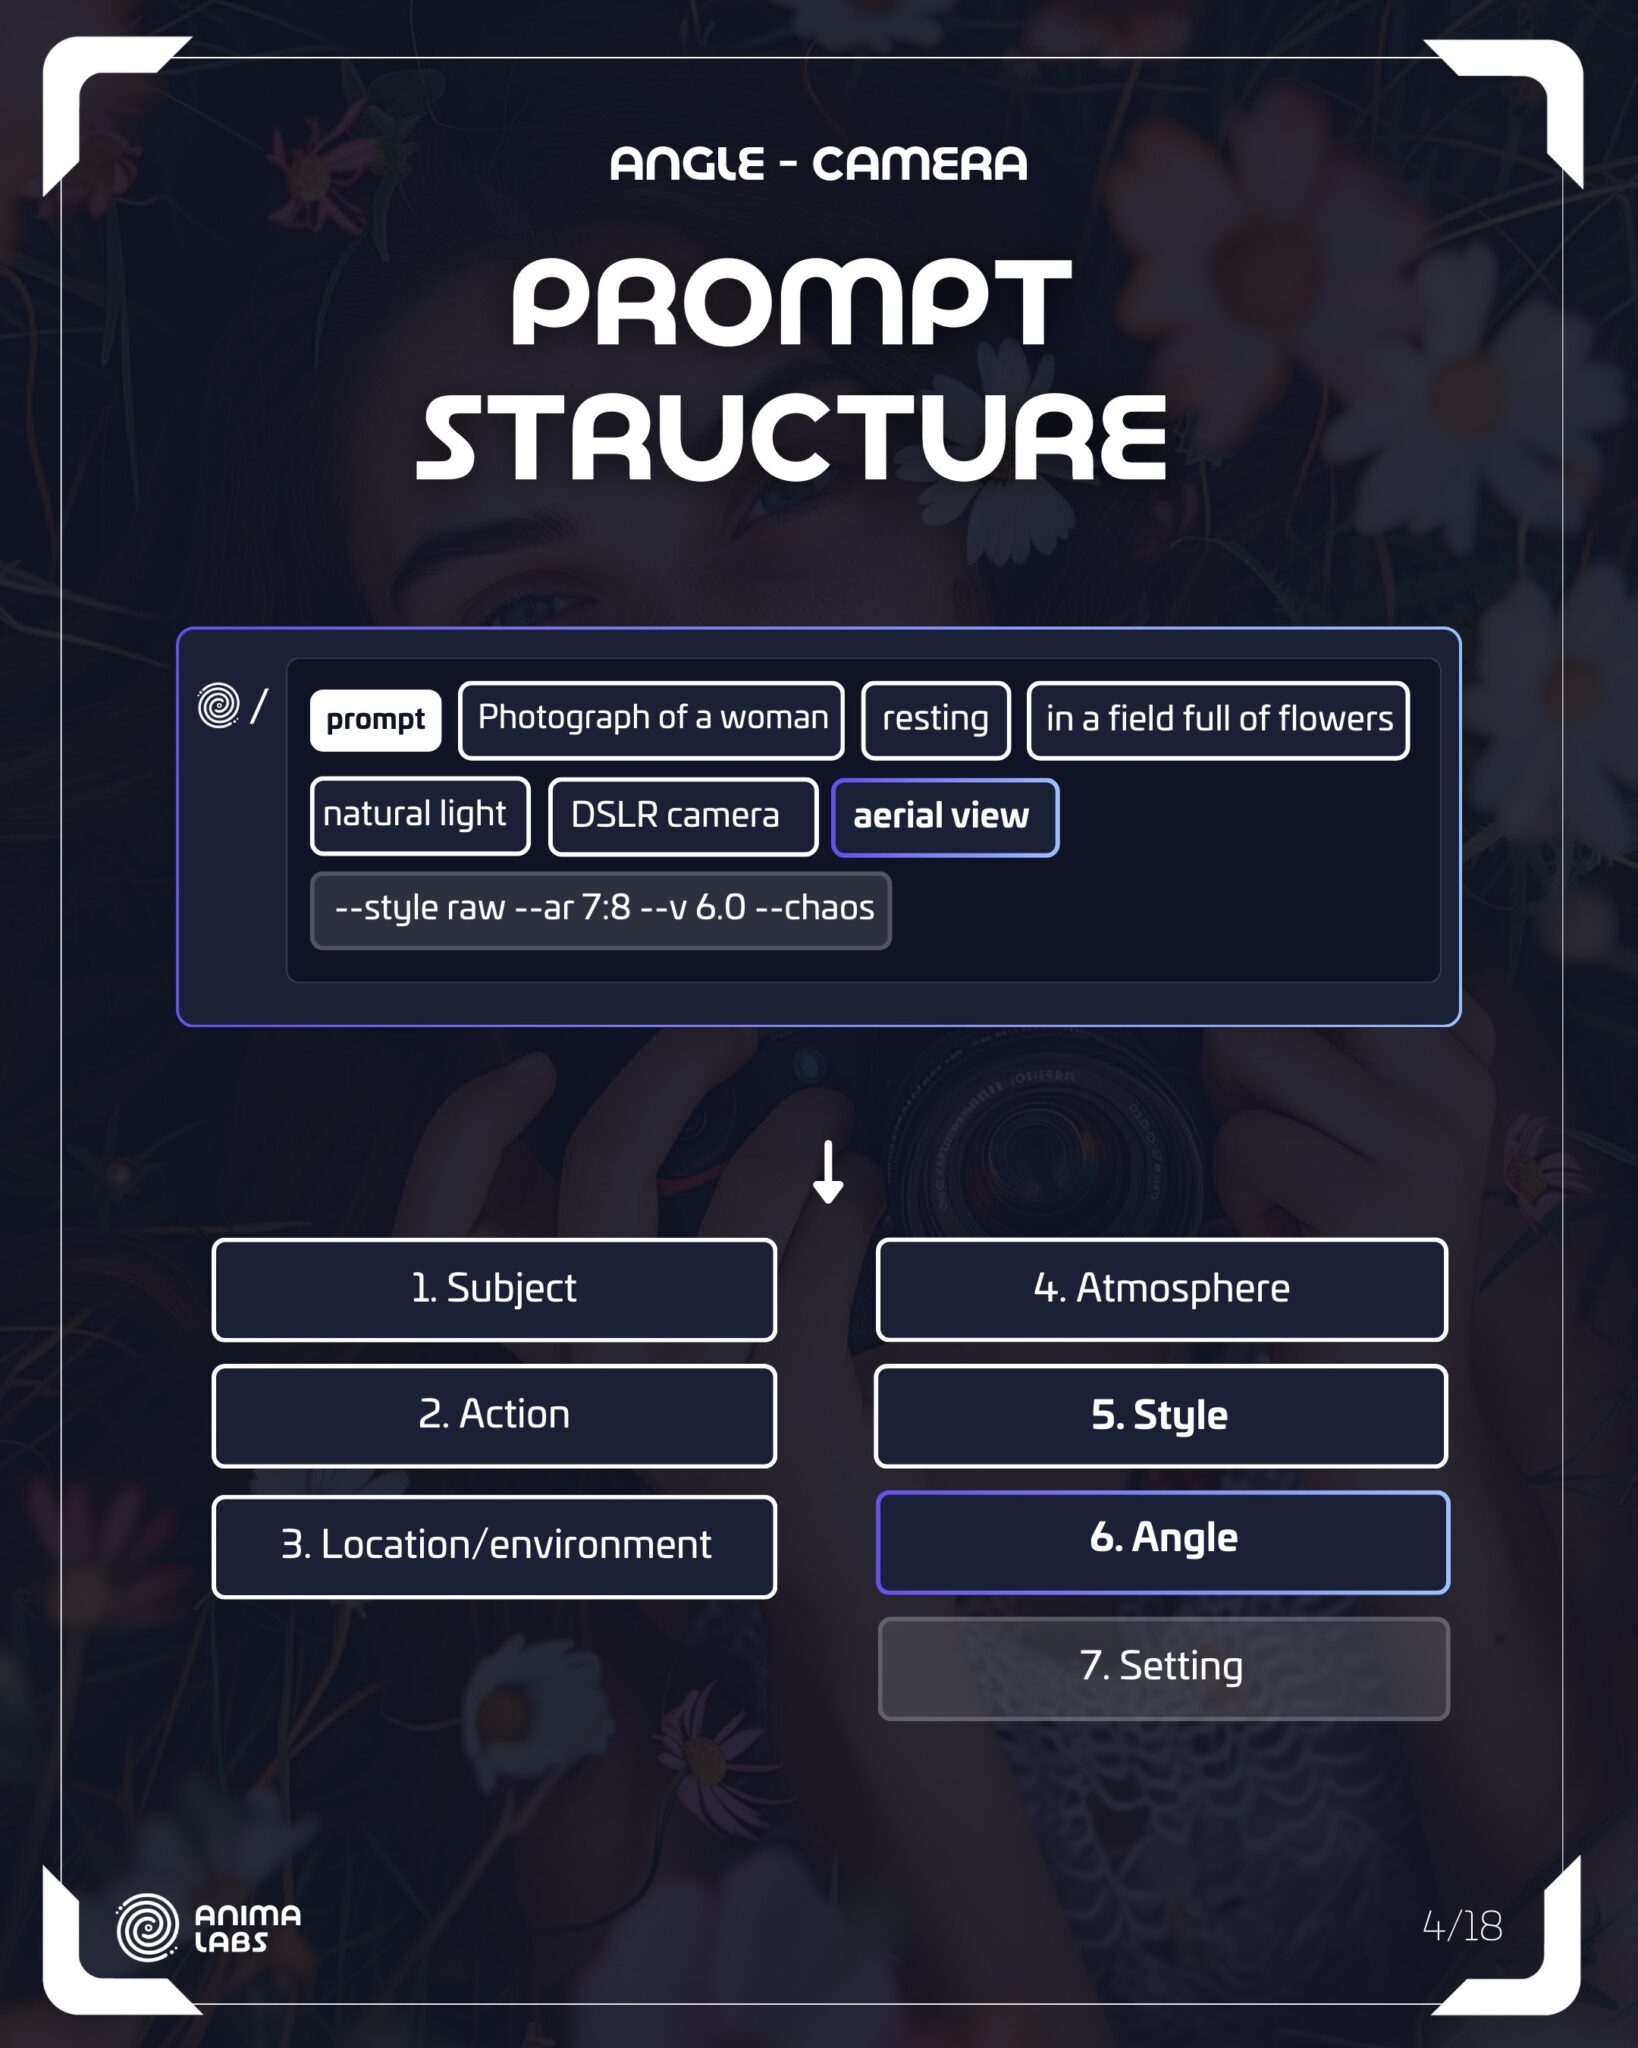 ANGLE - CAMERA
PROMPT
STRUCTURE
/ prompt Photograph of a woman resting in a field full of flowers
natural light DSLR camera aerial view
--style raw --ar 7:8 --v 6.0 --chaos
1. Subject
2. Action
3. Location/environment
4. Atmosphere
5. Style
6. Angle
7. Setting
ANIMA
LABS
4/18